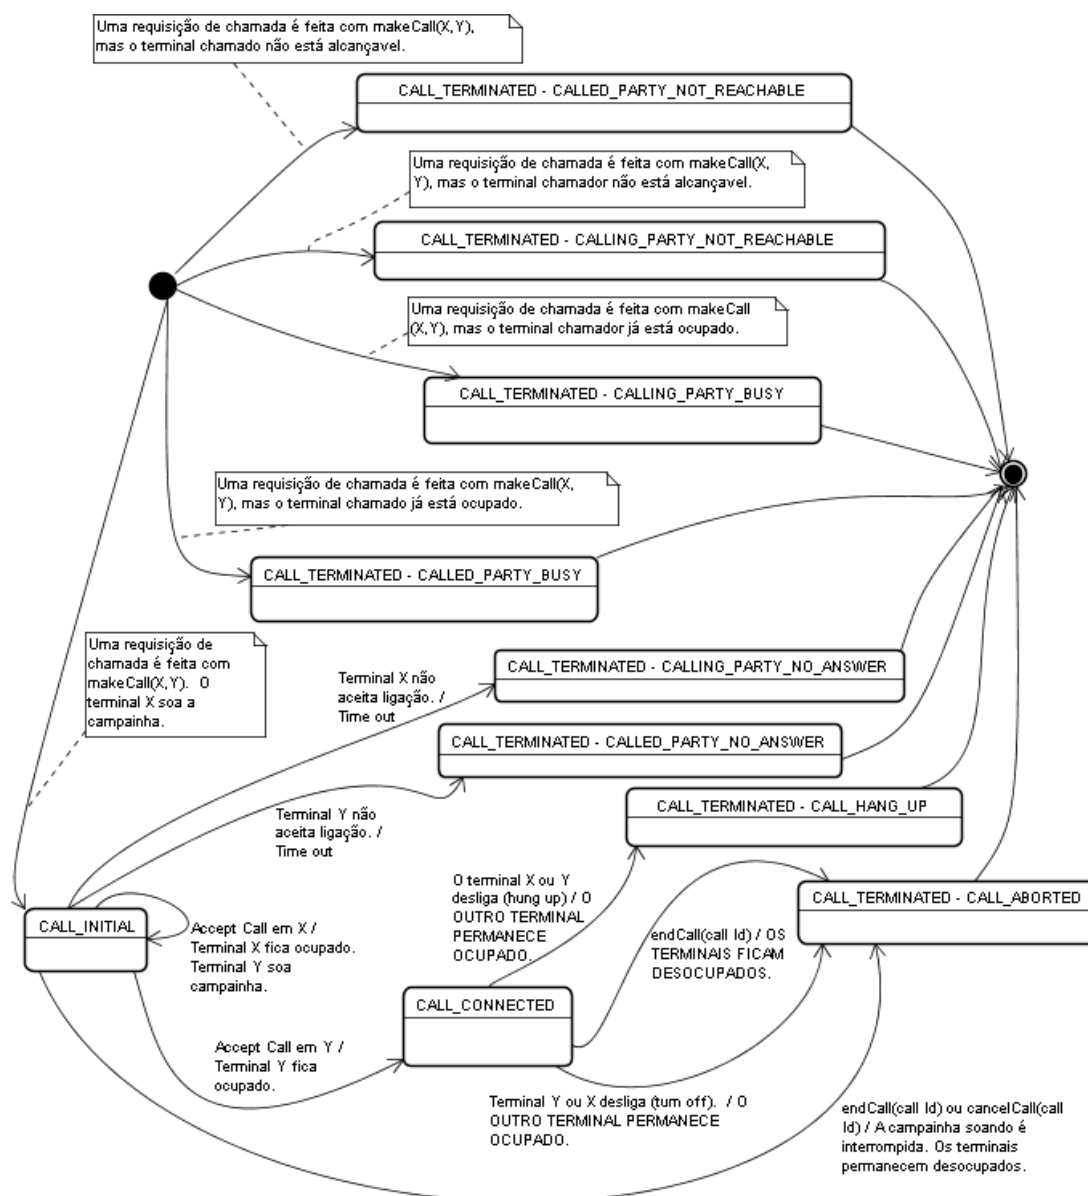 Uma requisição de chamada é feita com makeCall(X,Y),
mas o terminal chamado não está alcançavel.
CALL_TERMINATED - CALLED_PARTY_NOT_REACHABLE
Uma requisição de chamada é feita com makeCall(X,
Y), mas o terminal chamador não está alcançavel.
CALL_TERMINATED - CALLING_PARTY_NOT_REACHABLE
Uma requisição de chamada é feita com makeCall
(X,Y), mas o terminal chamador já está ocupado.
CALL_TERMINATED - CALLING_PARTY_BUSY
Uma requisição de chamada é feita com makeCall(X,
Y), mas o terminal chamado já está ocupado.
CALL_TERMINATED - CALLED_PARTY_BUSY
Uma requisição de
chamada é feita com
makeCall(X,Y). O
terminal X soa a
campainha.
Terminal X não
aceita ligação. /
Time out
CALL_TERMINATED - CALLING_PARTY_NO_ANSWER
CALL_TERMINATED - CALLED_PARTY_NO_ANSWER
Terminal Y não
aceita ligação. /
Time out
CALL_TERMINATED - CALL_HANG_UP
O terminal X ou Y
desliga (hung up) / O
OUTRO TERMINAL
PERMANECE
OCUPADO.
CALL_TERMINATED - CALL_ABORTED
CALL_INITIAL
Accept Call em X /
Terminal X fica ocupado.
Terminal Y soa
campainha.
endCall(call Id) / OS
TERMINAIS FICAM
DESOCUPADOS.
CALL_CONNECTED
Accept Call em Y /
Terminal Y fica
ocupado.
Terminal Y ou X desliga (turn off). / O
OUTRO TERMINAL PERMANECE
OCUPADO.
endCall(call Id) ou cancelCall(call
Id) / A campainha soando é
interrompida. Os terminais
permanecem desocupados.